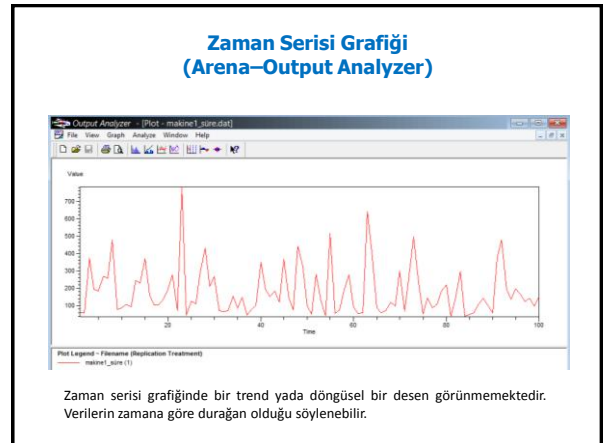 Zaman Serisi Grafiği
(Arena–Output Analyzer)
Output Analyzer - [Plot - makine1_süre.dat]
File View Graph Analyze Window Help
Value
700
600
500
400
300
200
100
20
40
60
80
100
Time
Plot Legend - Filename (Replication Treatment)
makine1_süre (1)
Zaman serisi grafiğinde bir trend yada döngüsel bir desen görünmemektedir.
Verilerin zamana göre durağan olduğu söylenebilir.